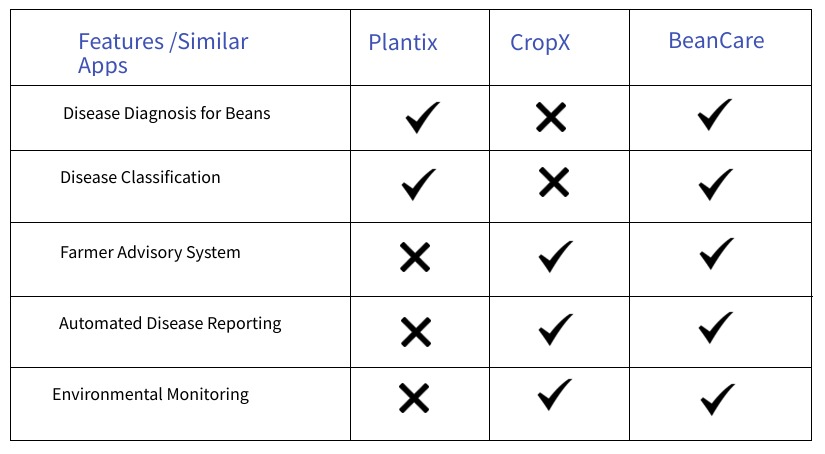 Features /Similar
Apps
Plantix
CropX
BeanCare
Disease Diagnosis for Beans
Disease Classification
Farmer Advisory System
Automated Disease Reporting
Environmental Monitoring